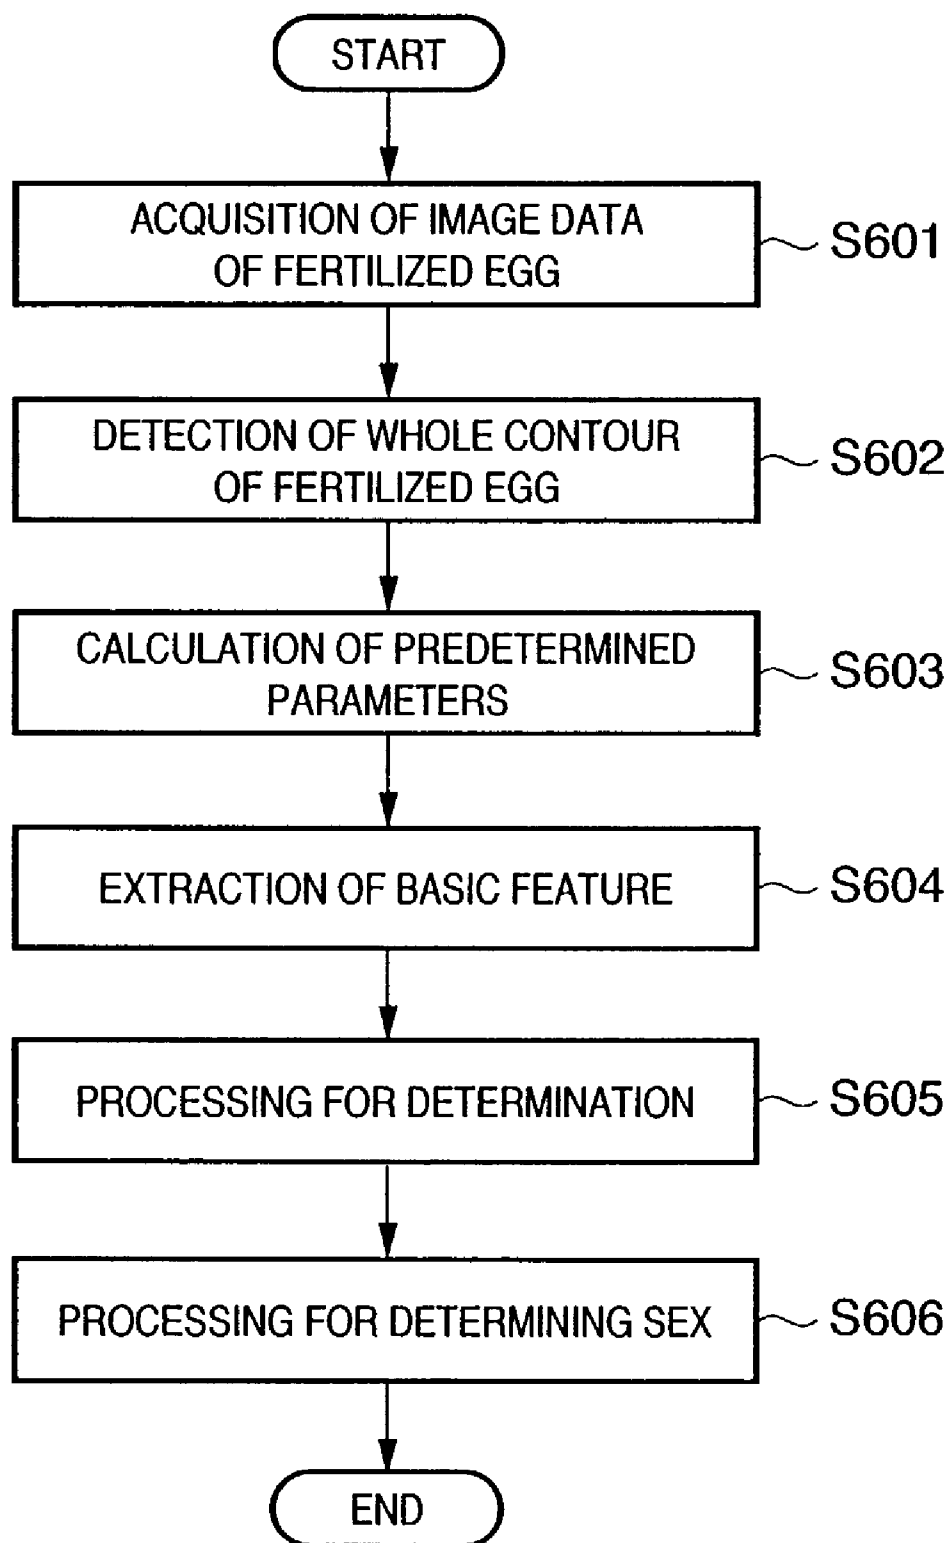 START
ACQUISITION OF IMAGE DATA
OF FERTILIZED EGG
S601
DETECTION OF WHOLE CONTOUR
OF FERTILIZED EGG
S602
CALCULATION OF PREDETERMINED
PARAMETERS
S603
EXTRACTION OF BASIC FEATURE
S604
PROCESSING FOR DETERMINATION
S605
PROCESSING FOR DETERMINING SEX
S606
END